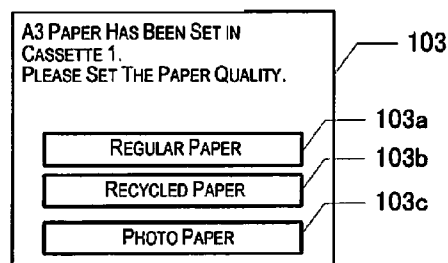 A3 PAPER HAS BEEN SET IN
CASSETTE 1.
PLEASE SET THE PAPER QUALITY.
103
103a
REGULAR PAPER
103b
RECYCLED PAPER
103c
PHOTO PAPER